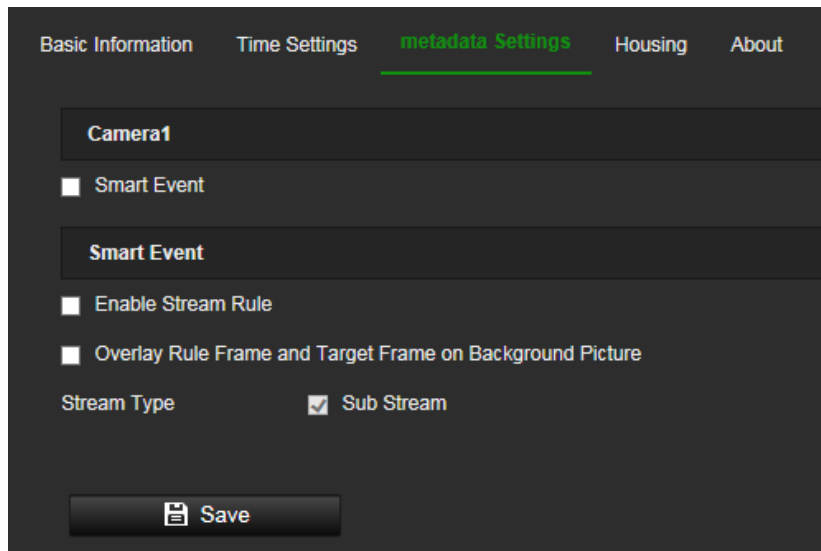 Basic Information Time Settings metadata Settings Housing About
Camera1
Smart Event
Smart Event
Enable Stream Rule
Overlay Rule Frame and Target Frame on Background Picture
Stream Type Sub Stream
Save